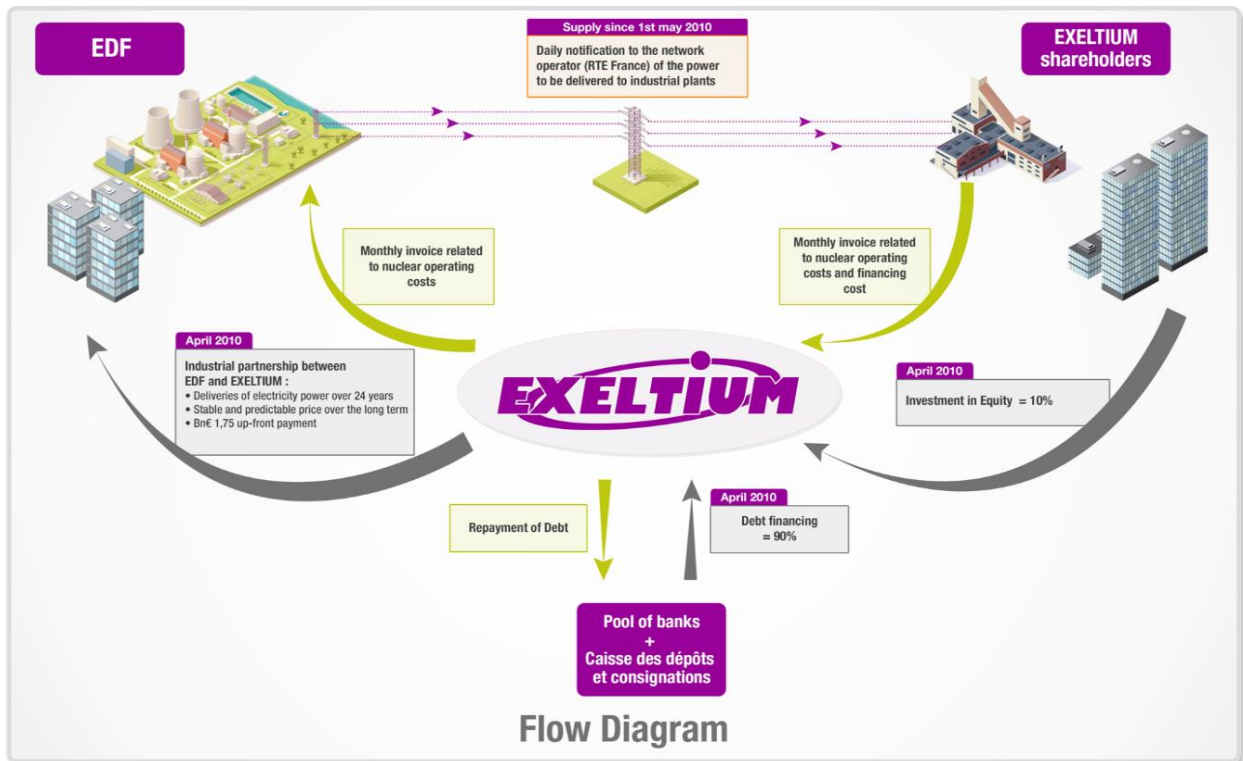 EDF
Supply since 1st may 2010
Daily notification to the network
operator (RTE France) of the power
to be delivered to industrial plants
EXELTIUM
shareholders
Monthly invoice related
to nuclear operating
costs
Monthly invoice related
to nuclear operating
costs and financing
cost
April 2010
Industrial partnership between
EDF and EXELTIUM :
• Deliveries of electricity power over 24 years
• Stable and predictable price over the long term
• Bn€ 1,75 up-front payment
EXELTIUM
April 2010
Investment in Equity = 10%
Repayment of Debt
April 2010
Debt financing
= 90%
Pool of banks
+
Caisse des dépôts
et consignations
Flow Diagram